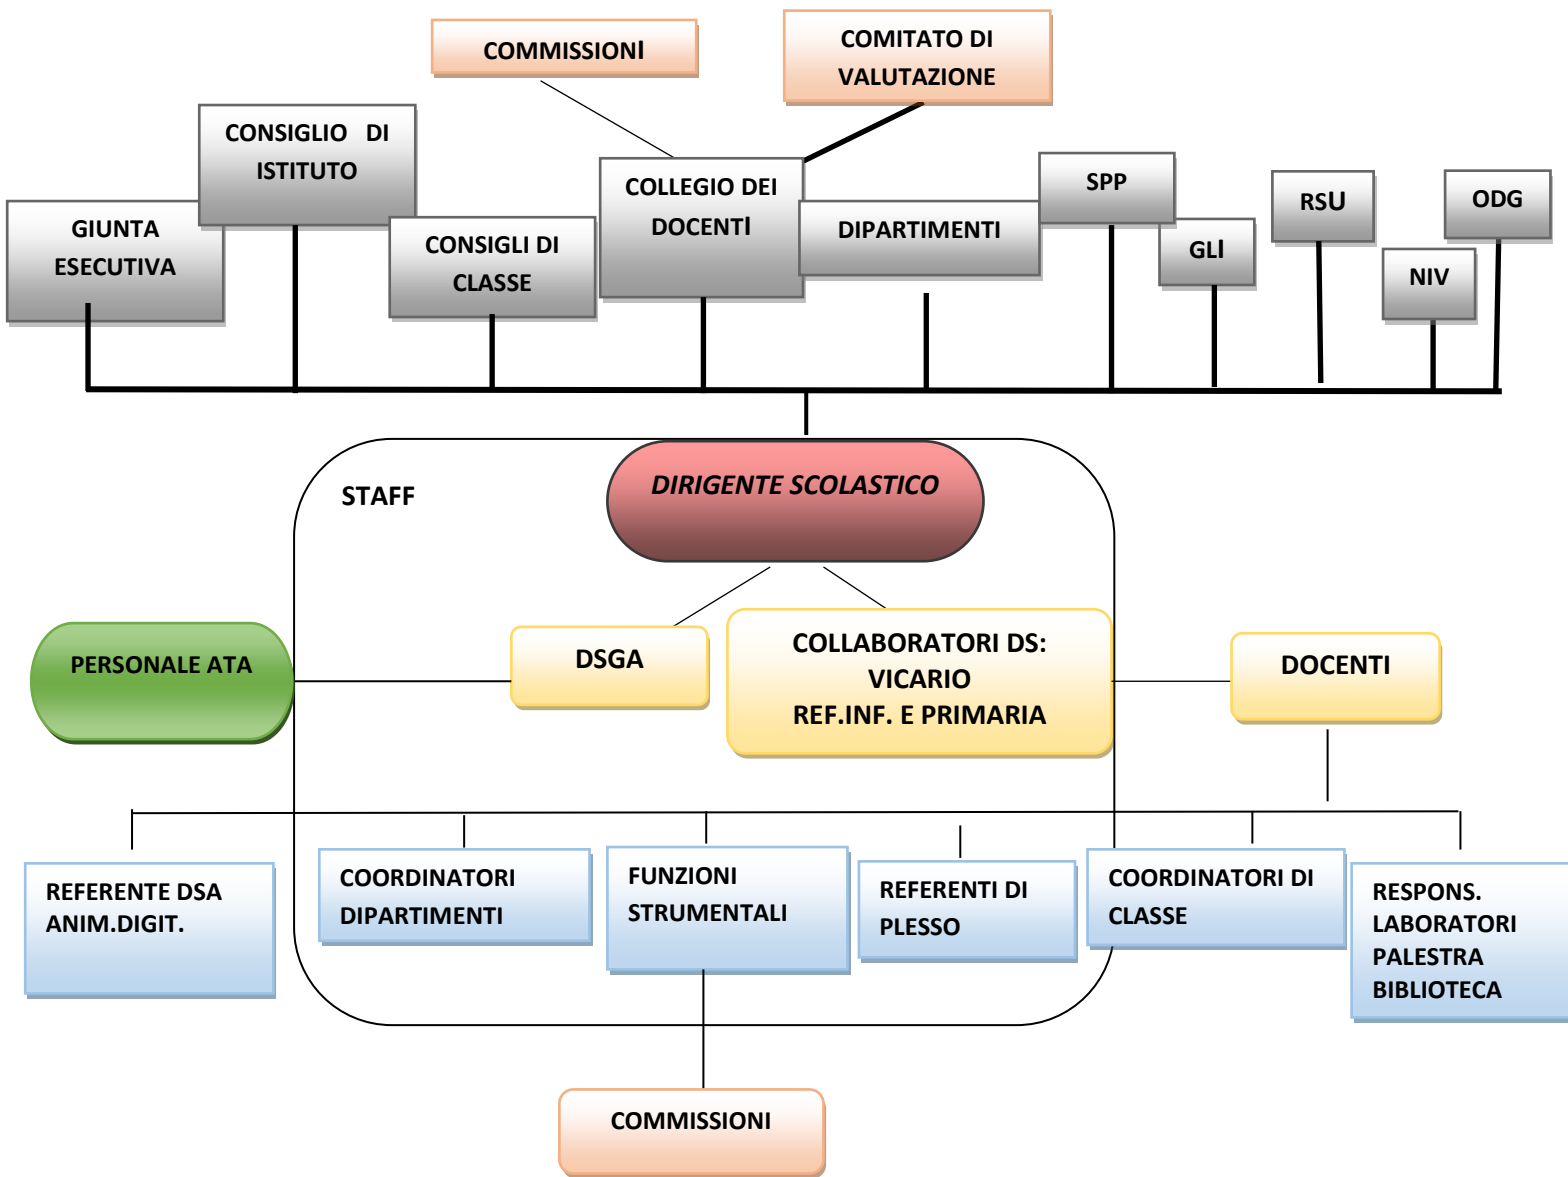 COMMISSIONI
COMITATO DI
VALUTAZIONE
CONSIGLIO DI
ISTITUTO
GIUNTA
ESECUTIVA
CONSIGLI DI
CLASSE
COLLEGIO DEI
DOCENTI
DIPARTIMENTI
SPP
GLI
RSU
NIV
ODG
STAFF
DIRIGENTE SCOLASTICO
PERSONALE ATA
DSGA
COLLABORATORI DS:
VICARIO
REF.INF. E PRIMARIA
DOCENTI
REFERENTE DSA
ANIM.DIGIT.
COORDINATORI
DIPARTIMENTI
FUNZIONI
STRUMENTALI
REFERENTI DI
PLESSO
COORDINATORI DI
CLASSE
RESPONS.
LABORATORI
PALESTRA
BIBLIOTECA
COMMISSIONI